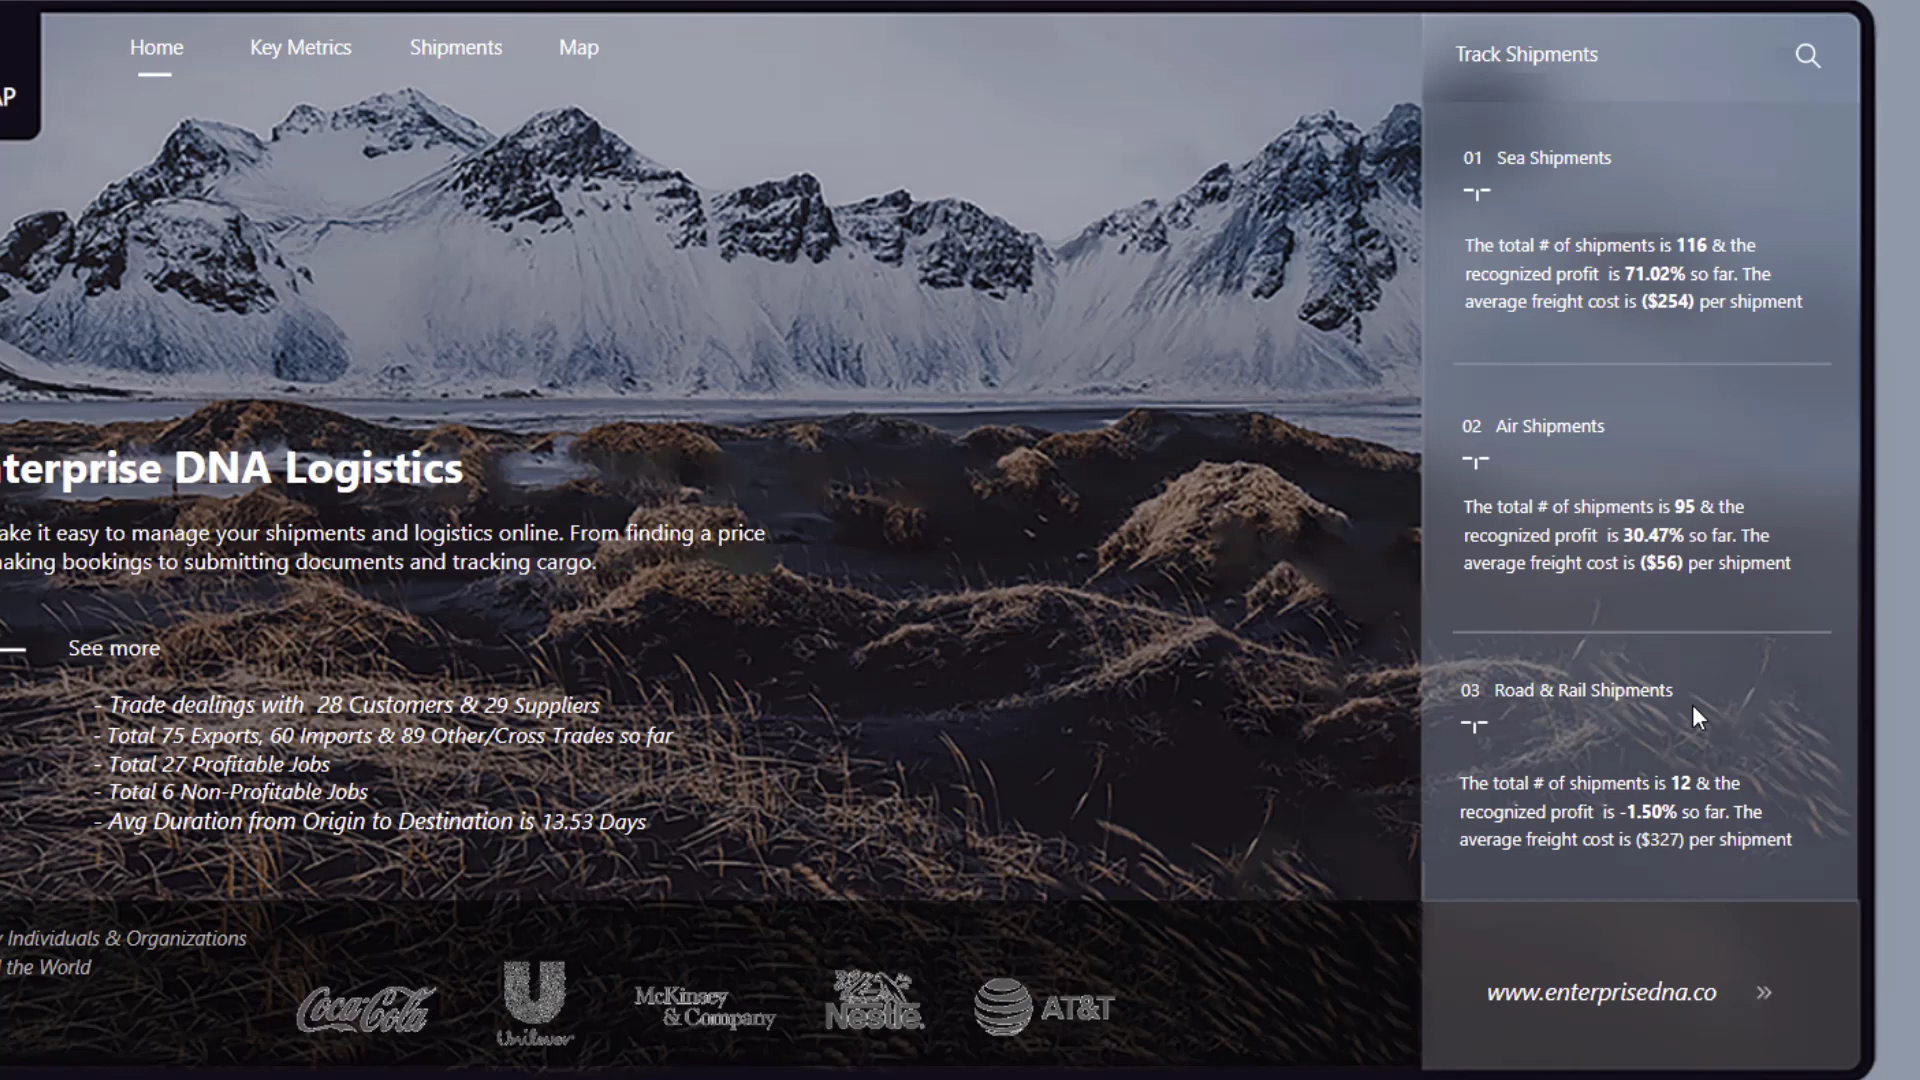 AP
Home
Key Metrics
Shipments
Map
Track Shipments
01 Sea Shipments
The total # of shipments is 116 & the
recognized profit is 71.02% so far. The
average freight cost is ($254) per shipment
02 Air Shipments
The total # of shipments is 95 & the
recognized profit is 30.47% so far. The
average freight cost is ($56) per shipment
03 Road & Rail Shipments
The total # of shipments is 12 & the
recognized profit is -1.50% so far. The
average freight cost is ($327) per shipment
terprise DNA Logistics
ake it easy to manage your shipments and logistics online. From finding a price
aking bookings to submitting documents and tracking cargo.
See more
- Trade dealings with 28 Customers & 29 Suppliers
- Total 75 Exports, 60 Imports & 89 Other/Cross Trades so far
- Total 27 Profitable Jobs
- Total 6 Non-Profitable Jobs
- Avg Duration from Origin to Destination is 13.53 Days
y Individuals & Organizations
the World
Coca-Cola
Unilever
McKinsey
& Company
Nestlé
AT&T
www.enterprisedna.co »